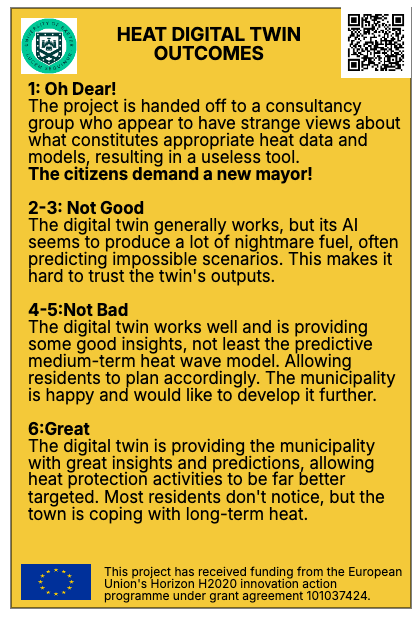 HEAT DIGITAL TWIN
OUTCOMES
1: Oh Dear!
The project is handed off to a consultancy
group who appear to have strange views about
what constitutes appropriate heat data and
models, resulting in a useless tool.
The citizens demand a new mayor!
2-3: Not Good
The digital twin generally works, but its AI
seems to produce a lot of nightmare fuel, often
predicting impossible scenarios. This makes it
hard to trust the twin's outputs.
4-5:Not Bad
The digital twin works well and is providing
some good insights, not least the predictive
medium-term heat wave model. Allowing
residents to plan accordingly. The municipality
is happy and would like to develop it further.
6:Great
The digital twin is providing the municipality
with great insights and predictions, allowing
heat protection activities to be far better
targeted. Most residents don't notice, but the
town is coping with long-term heat.
This project has received funding from the European
Union's Horizon H2020 innovation action
programme under grant agreement 101037424.